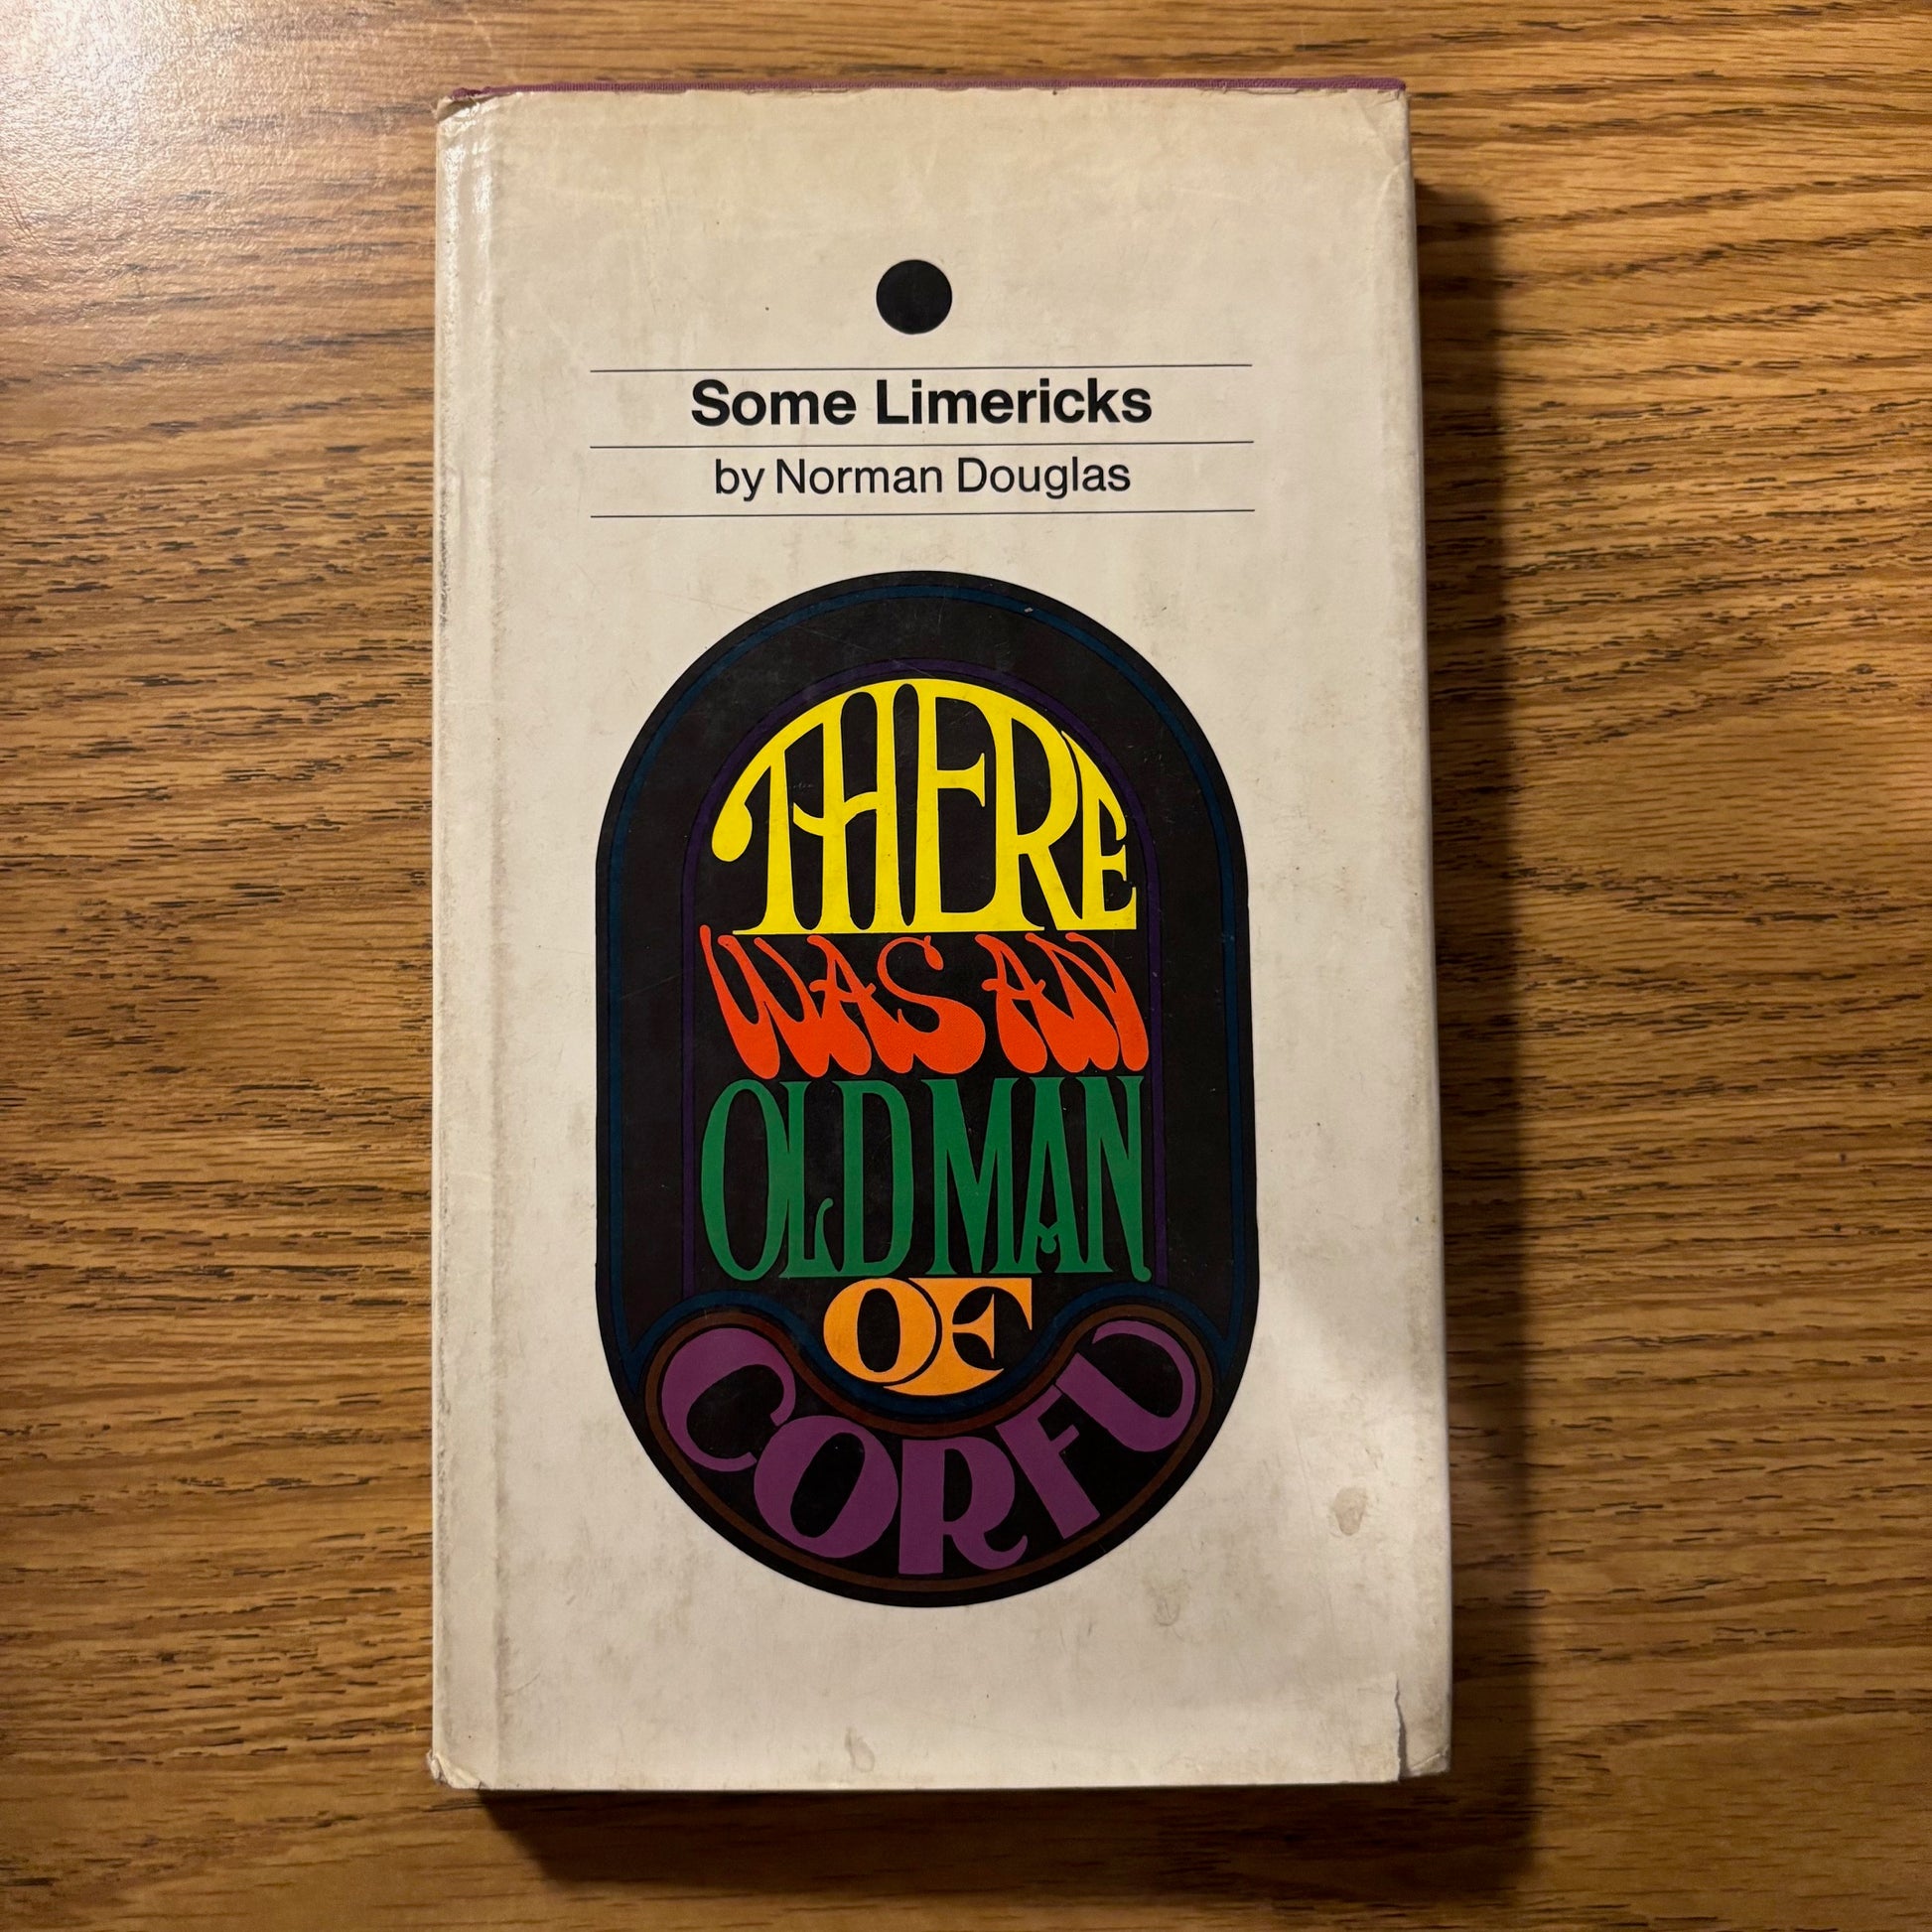 Some Limericks
by Norman Douglas
THERE
WAS AN
OLD MAN
OF
CORFU